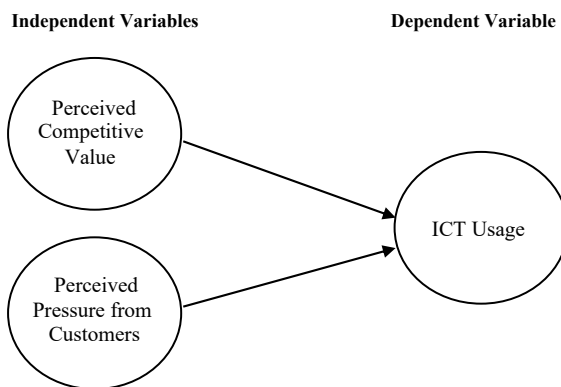 Independent Variables
Dependent Variable
Perceived
Competitive
Value
ICT Usage
Perceived
Pressure from
Customers